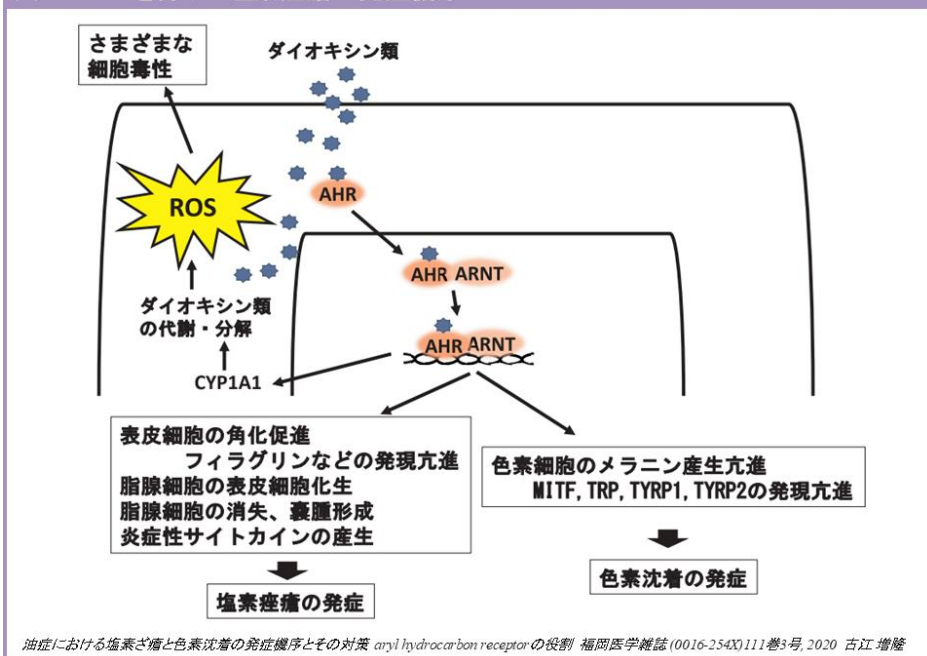 さまざまな
細胞毒性
ダイオキシン類
ROS
AHR
AHR ARNT
AHR ARNT
ダイオキシン類
の代謝・分解
CYP1A1
表皮細胞の角化促進
フィラグリンなどの発現亢進
脂腺細胞の表皮細胞化生
脂腺細胞の消失、嚢腫形成
炎症性サイトカインの産生
塩素痤瘡の発症
色素細胞のメラニン産生亢進
MITF, TRP, TYRP1, TYRP2の発現亢進
色素沈着の発症
油症における塩素ざ瘡と色素沈着の発症機序とその対策 aryl hydrocarbon receptorの役割 福岡医学雑誌 (0016-254X)111巻3号, 2020 古江 増隆